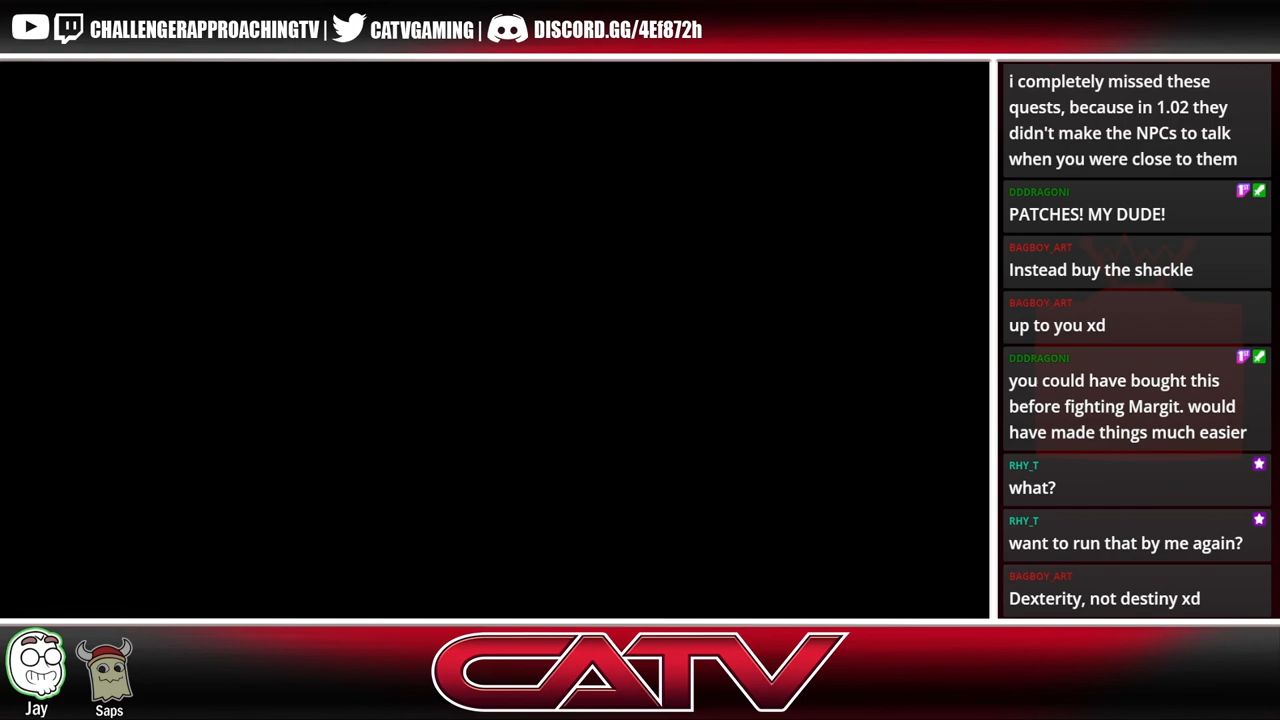 CHALLENGERAPPROACHINGTV | CATVGAMING | DISCORD.GG/4Ef872h
i completely missed these
quests, because in 1.02 they
didn't make the NPCs to talk
when you were close to them
DDDRAGONI
PATCHES! MY DUDE!
BAGBOY_ART
Instead buy the shackle
BAGBOY_ART
up to you xd
DDDRAGONI
you could have bought this
before fighting Margit. would
have made things much easier
RHY_T
what?
RHY_T
want to run that by me again?
BAGBOY_ART
Dexterity, not destiny xd
CATV
Jay
Saps